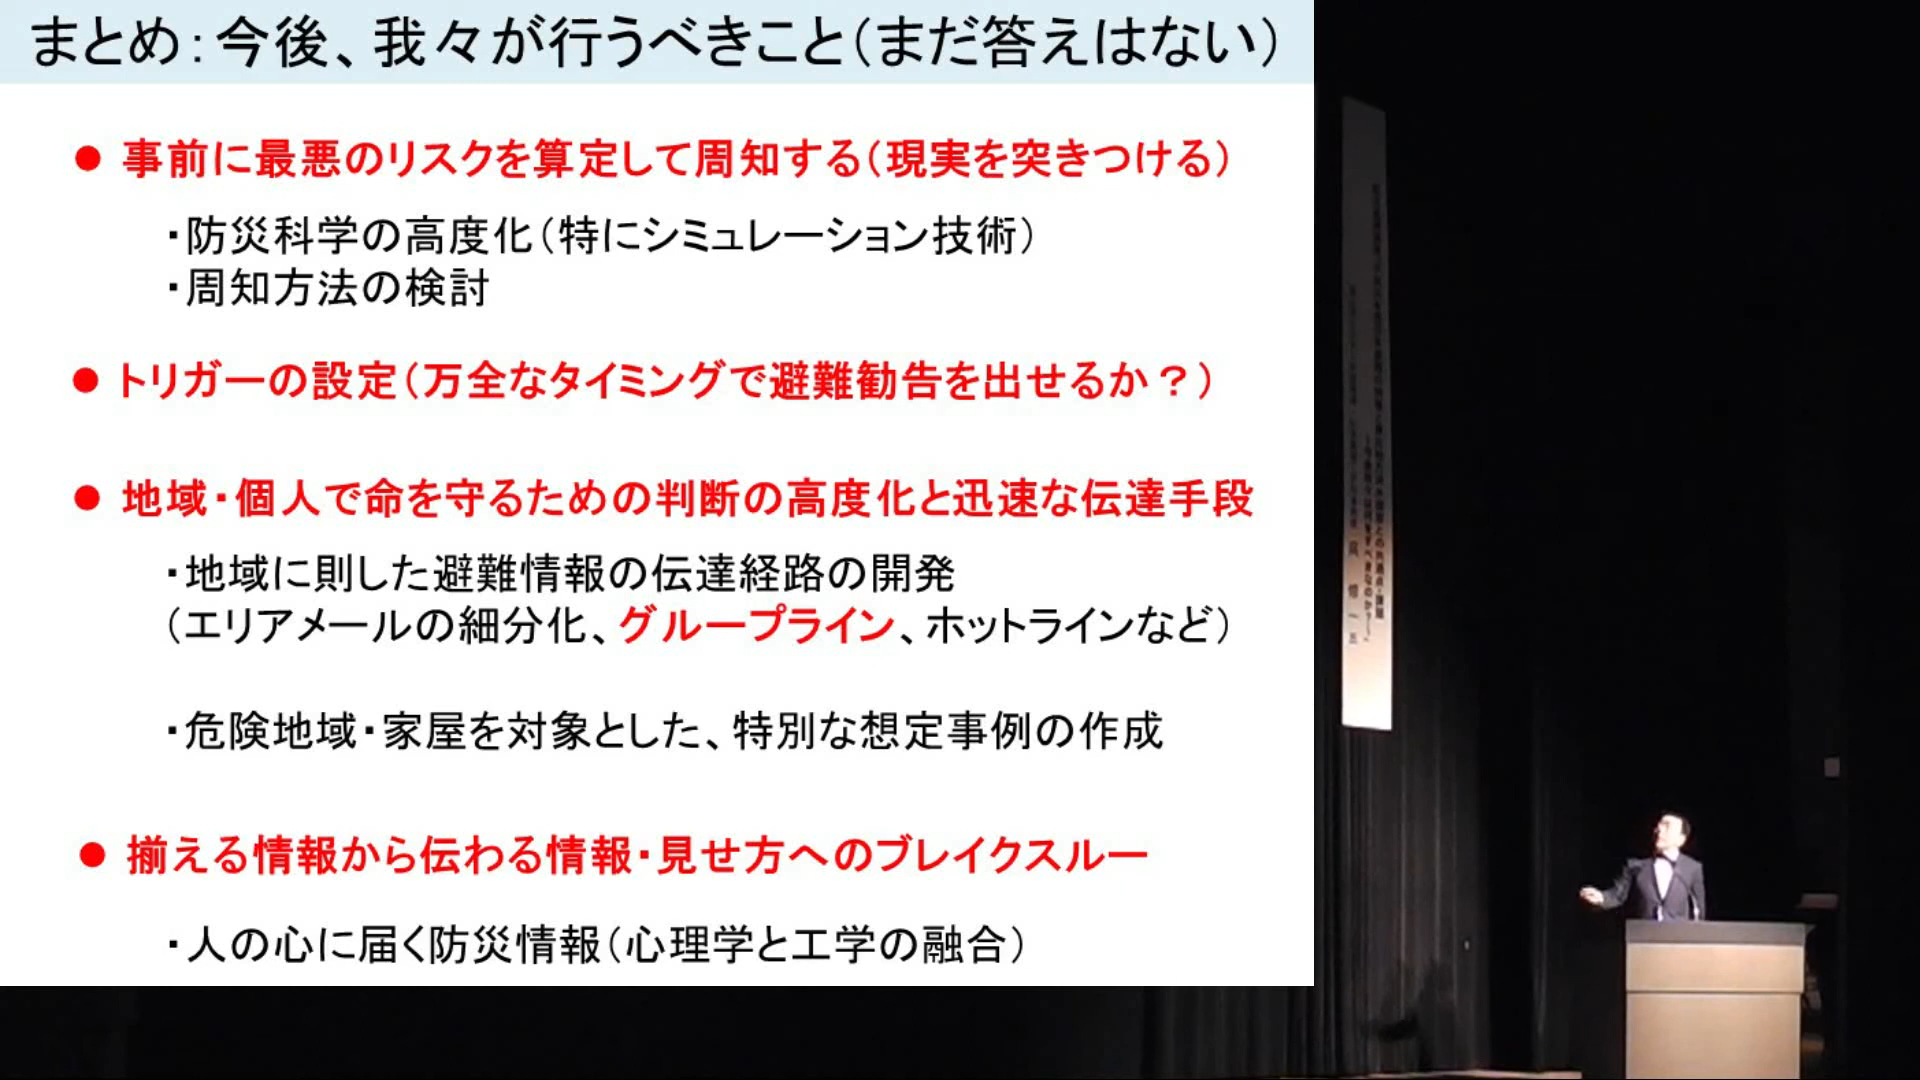 まとめ：今後、我々が行うべきこと（まだ答えはない）
● 事前に最悪のリスクを算定して周知する（現実を突きつける）
・防災科学の高度化（特にシミュレーション技術）
・周知方法の検討
● トリガーの設定（万全なタイミングで避難勧告を出せるか？）
● 地域・個人で命を守るための判断の高度化と迅速な伝達手段
・地域に則した避難情報の伝達経路の開発
（エリアメールの細分化、グループライン、ホットラインなど）
・危険地域・家屋を対象とした、特別な想定事例の作成
● 揃える情報から伝わる情報・見せ方へのブレイクスルー
・人の心に届く防災情報（心理学と工学の融合）